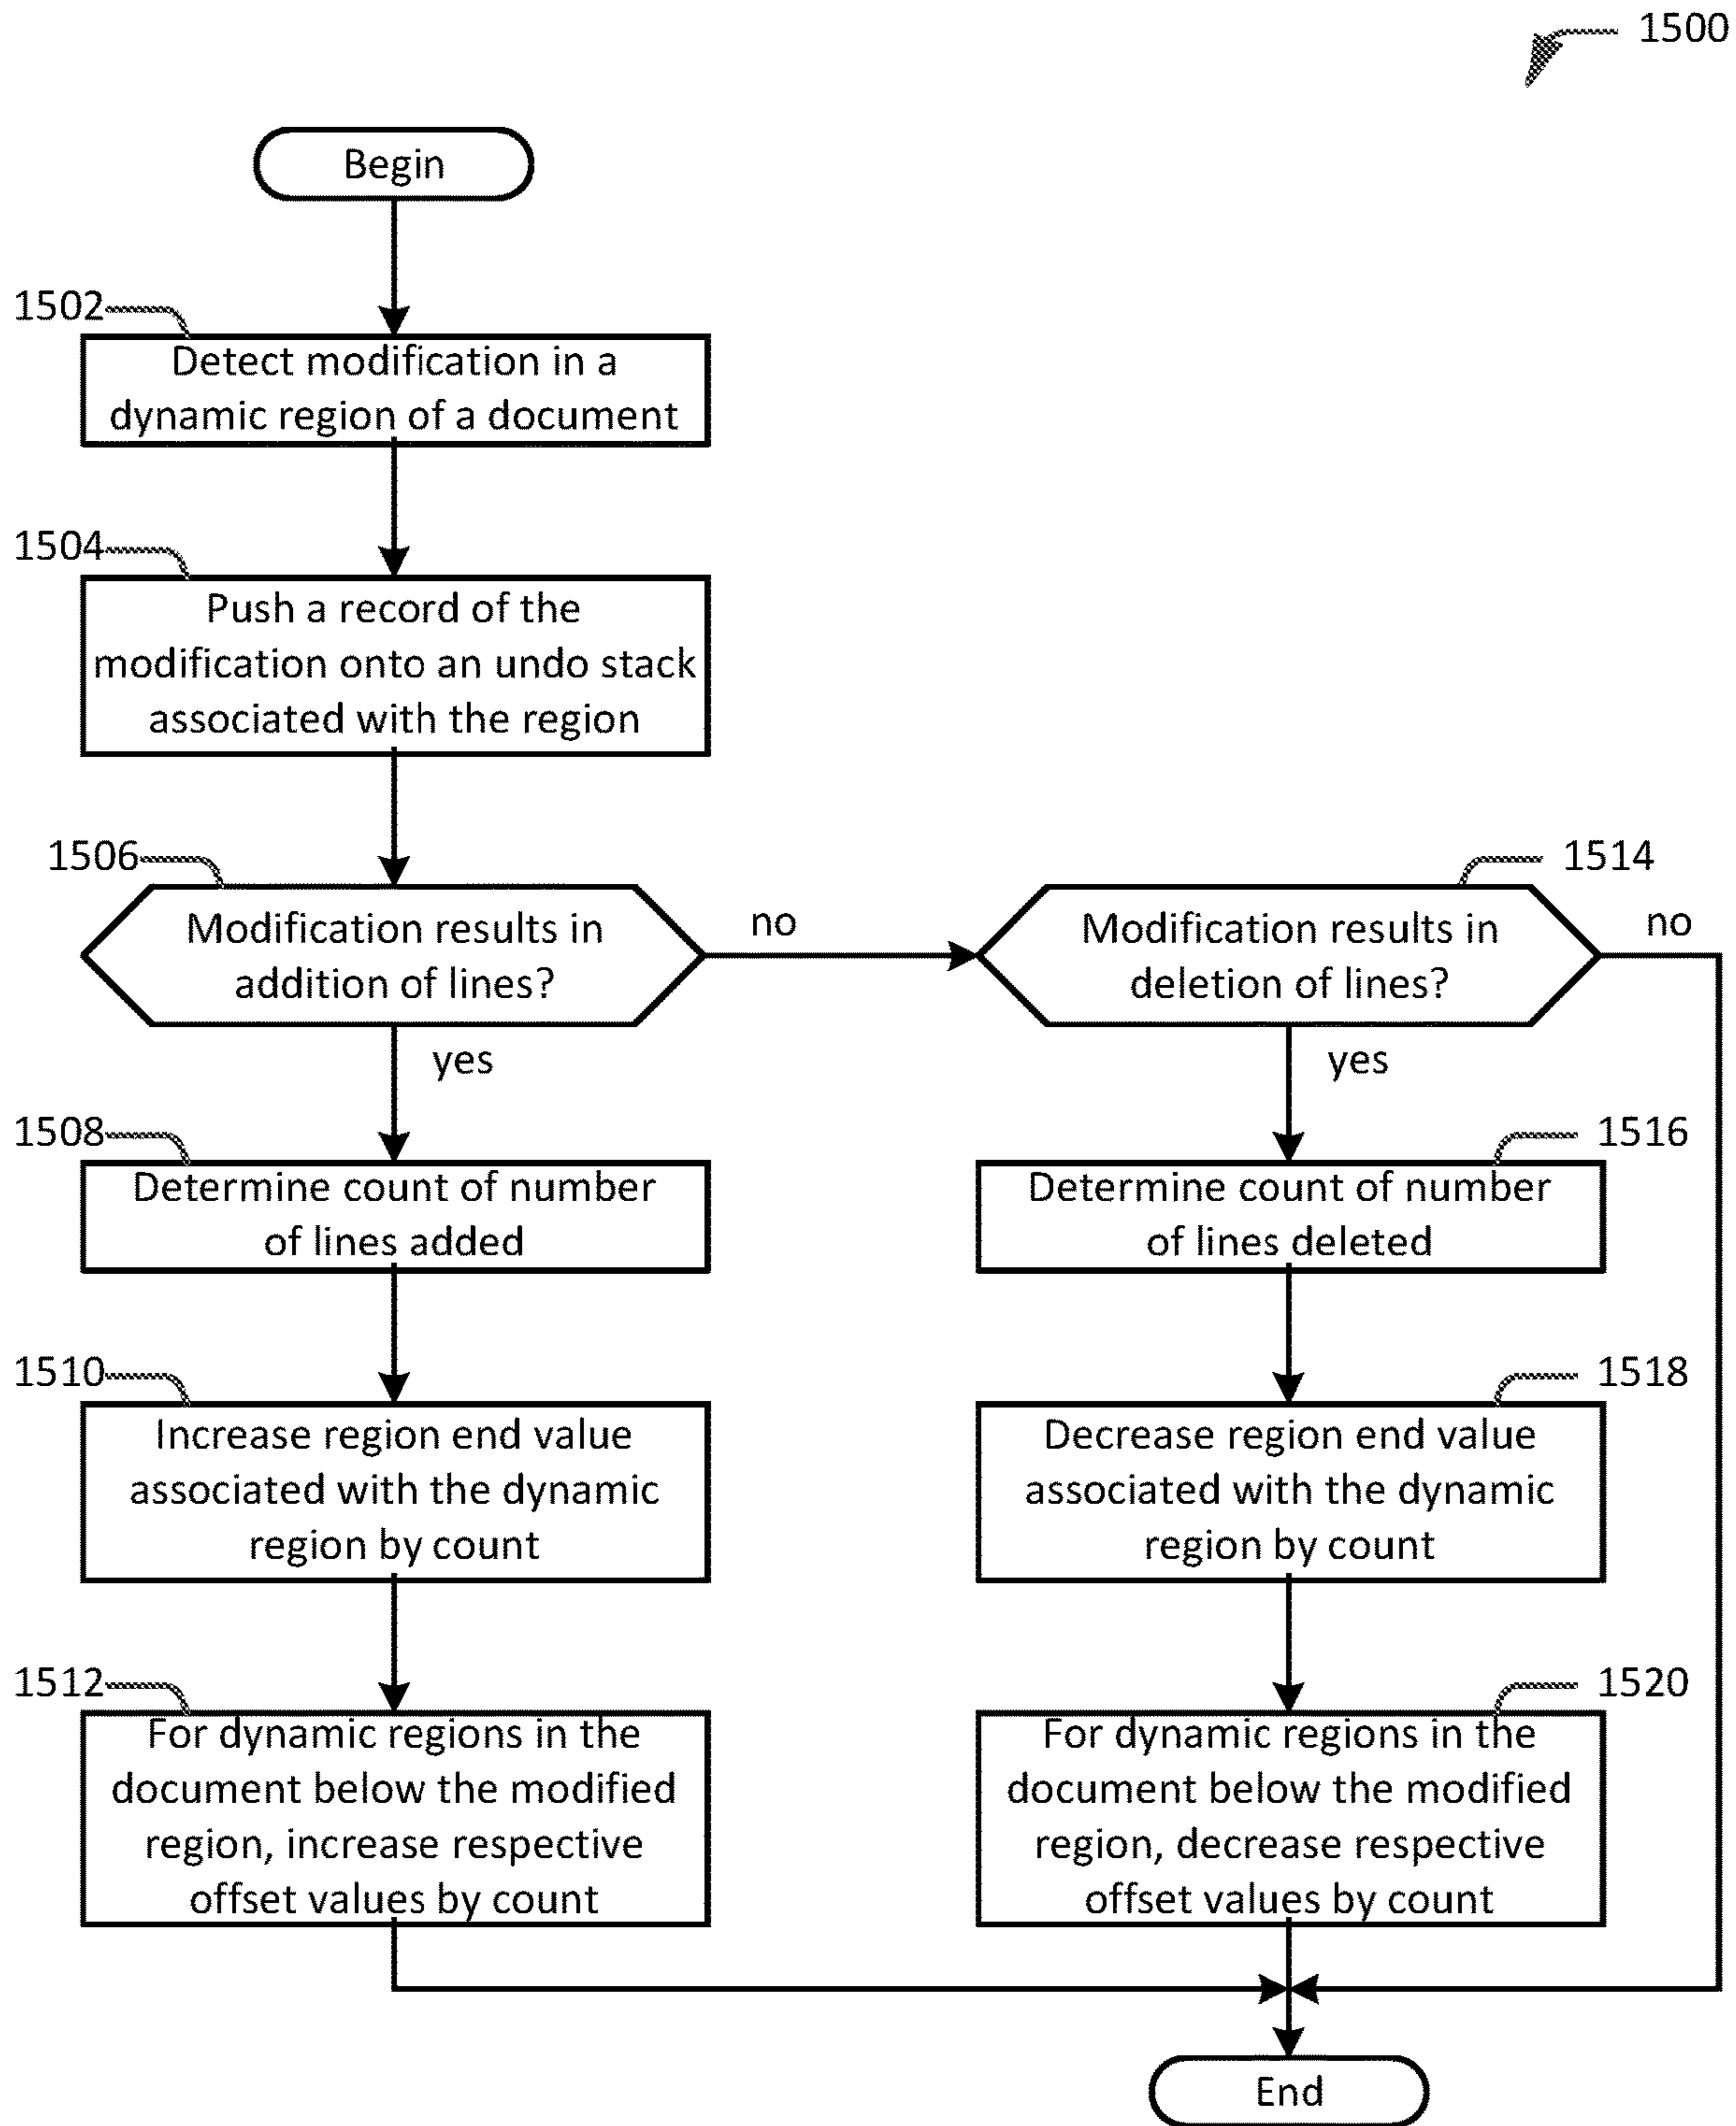 1500
Begin
1502
Detect modification in a
dynamic region of a document
1504
Push a record of the
modification onto an undo stack
associated with the region
1506
Modification results in
addition of lines?
no
yes
1514
Modification results in
deletion of lines?
no
yes
1508
Determine count of number
of lines added
1516
Determine count of number
of lines deleted
1510
Increase region end value
associated with the dynamic
region by count
1518
Decrease region end value
associated with the dynamic
region by count
1512
For dynamic regions in the
document below the modified
region, increase respective
offset values by count
1520
For dynamic regions in the
document below the modified
region, decrease respective
offset values by count
End